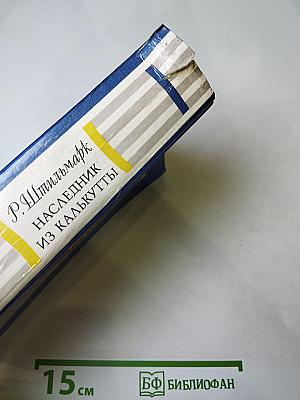 Р. Штильмарк
НАСЛЕДНИК
ИЗ КАЛЬКУТТЫ
15 см
БФ БИБЛИОФАН